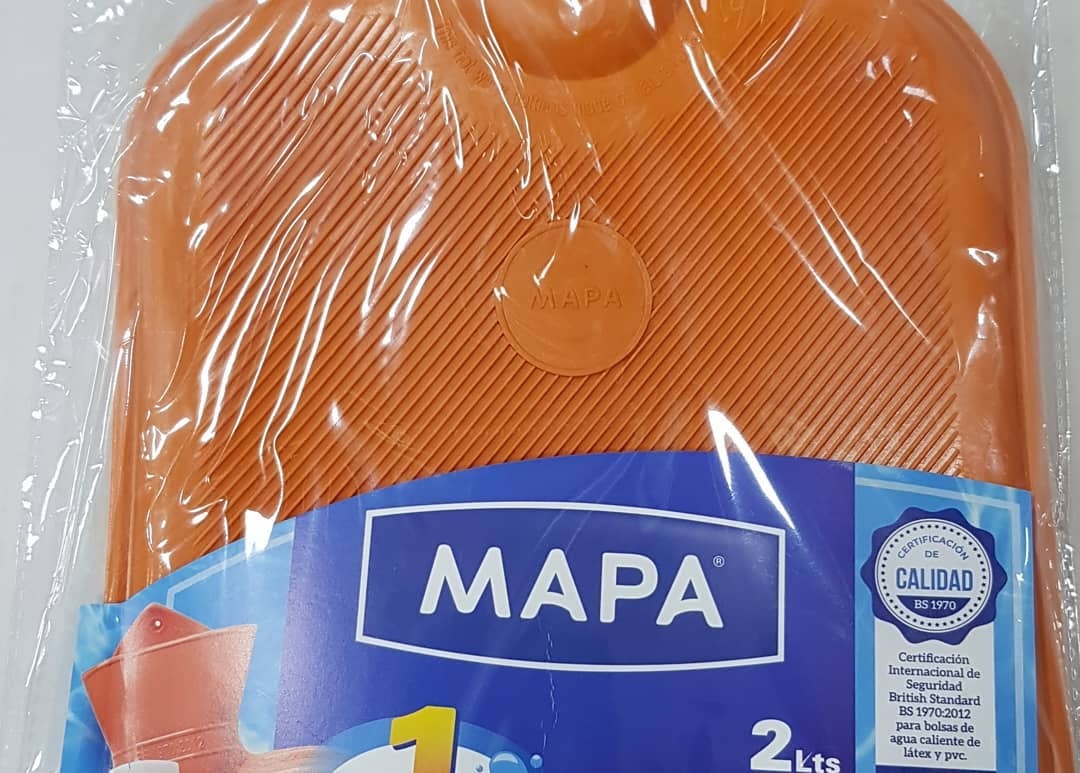 MAPA
MAPA®
CERTIFICACIÓN
DE
CALIDAD
BS 1970
Certificación
Internacional de
Seguridad
British Standard
BS 1970:2012
para bolsas de
agua caliente de
látex y pvc.
1
2Lts